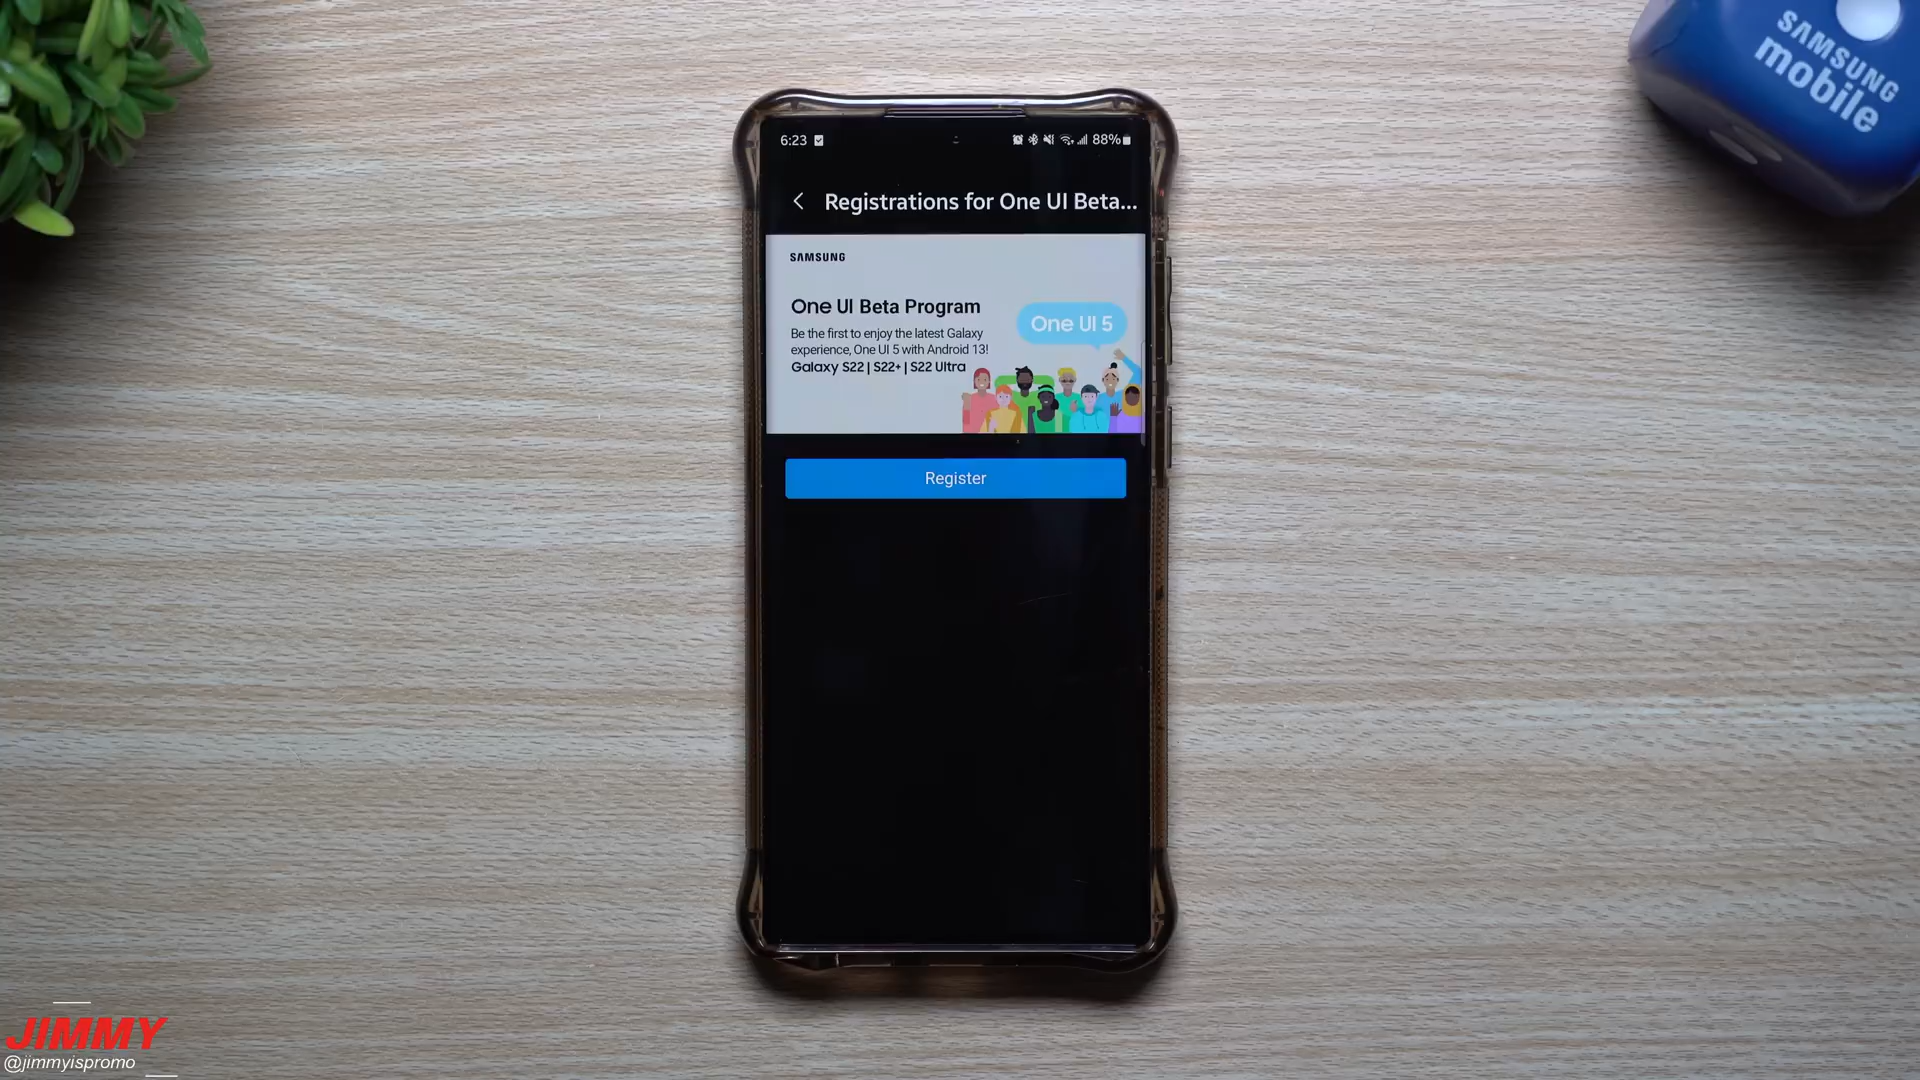 SAMSUNG
mobile
6:23
88%
Registrations for One UI Beta...
SAMSUNG
One UI Beta Program
Be the first to enjoy the latest Galaxy
experience, One UI 5 with Android 13!
Galaxy S22 | S22+ | S22 Ultra
One UI 5
Register
JIMMY
@jimmyispromo